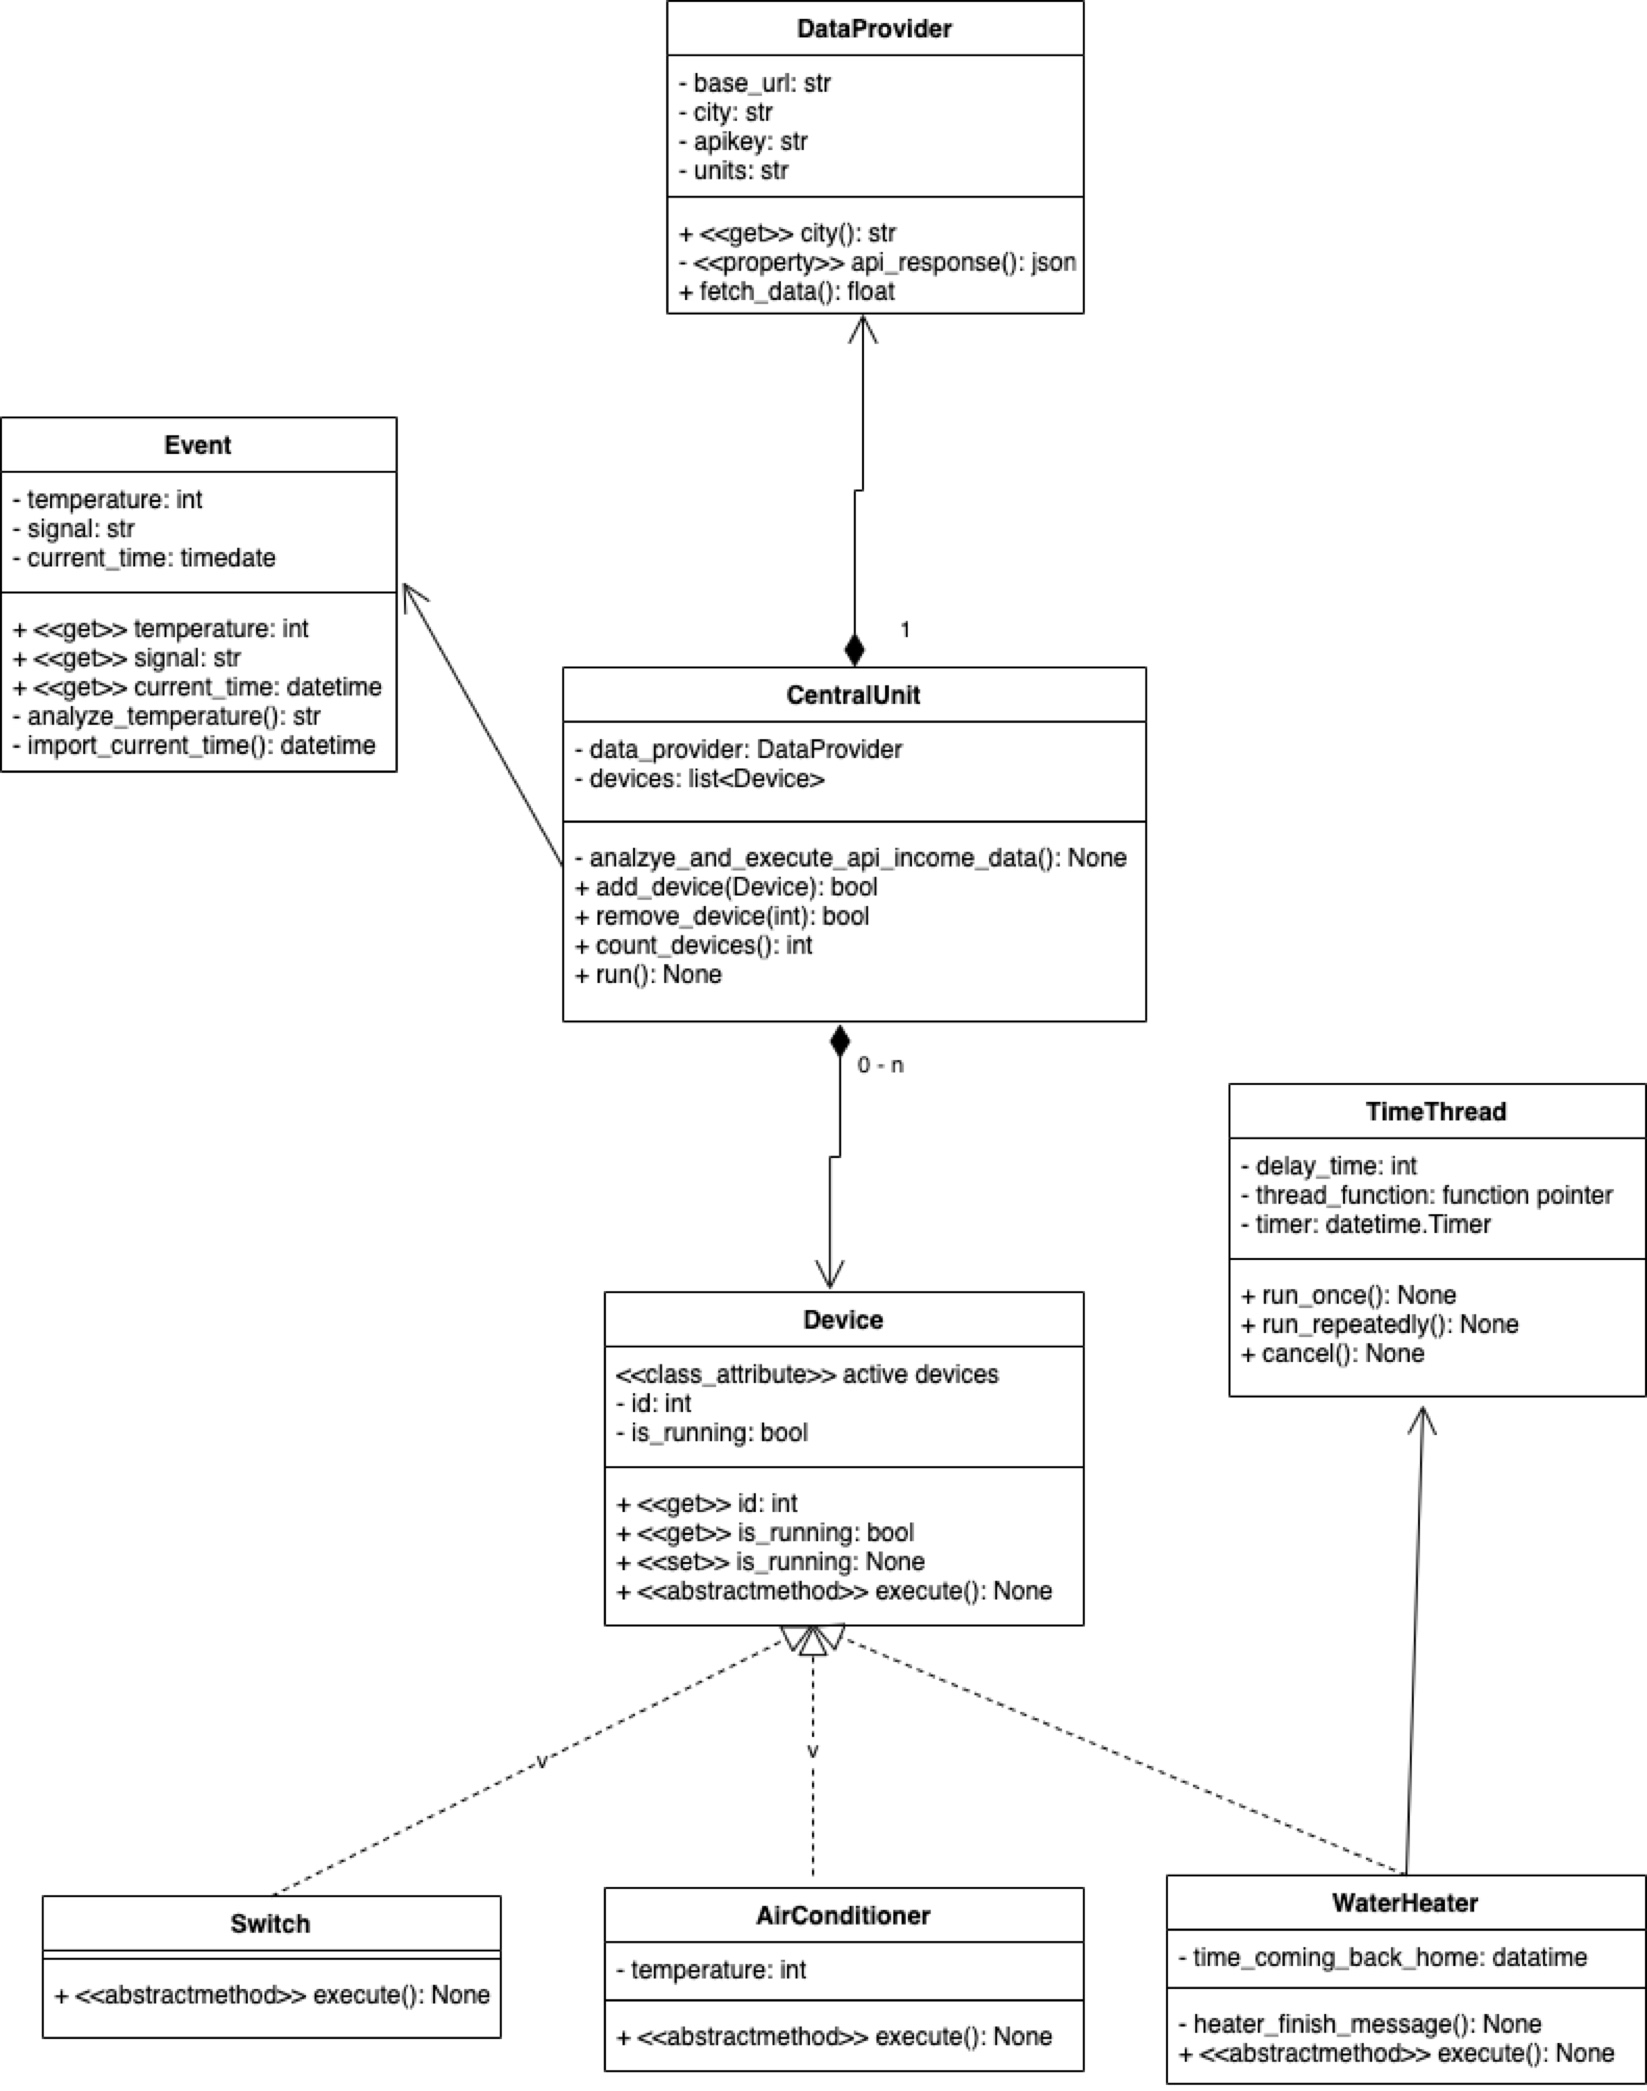 DataProvider
- base_url: str
- city: str
- apikey: str
- units: str
+ <<get>> city(): str
- <<property>> api_response(): json
+ fetch_data(): float
Event
- temperature: int
- signal: str
- current_time: timedate
+ <<get>> temperature: int
+ <<get>> signal: str
+ <<get>> current_time: datetime
- analyze_temperature(): str
- import_current_time(): datetime
1
CentralUnit
- data_provider: DataProvider
- devices: list<Device>
- analzye_and_execute_api_income_data(): None
+ add_device(Device): bool
+ remove_device(int): bool
+ count_devices(): int
+ run(): None
0 - n
TimeThread
- delay_time: int
- thread_function: function pointer
- timer: datetime.Timer
+ run_once(): None
+ run_repeatedly(): None
+ cancel(): None
Device
<<class_attribute>> active devices
- id: int
- is_running: bool
+ <<get>> id: int
+ <<get>> is_running: bool
+ <<set>> is_running: None
+ <<abstractmethod>> execute(): None
v
v
Switch
+ <<abstractmethod>> execute(): None
AirConditioner
- temperature: int
+ <<abstractmethod>> execute(): None
WaterHeater
- time_coming_back_home: datatime
- heater_finish_message(): None
+ <<abstractmethod>> execute(): None